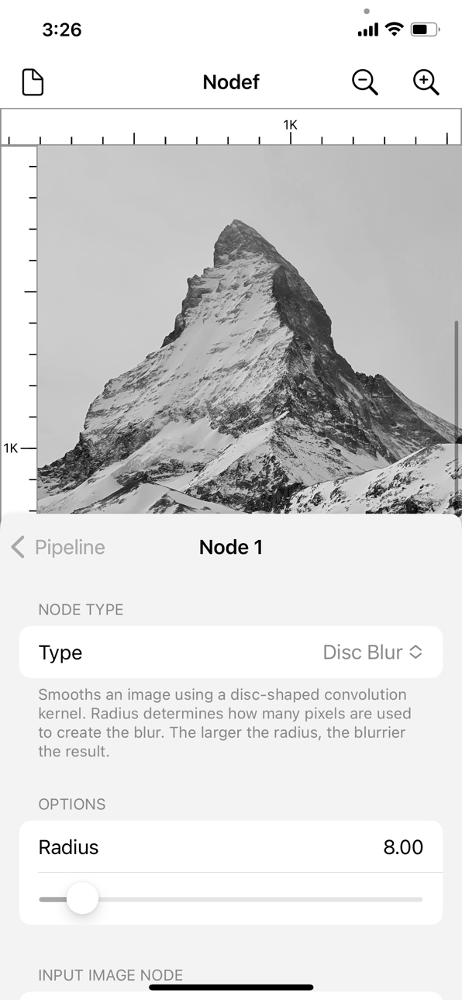 3:26
Nodef
1K
1K
Pipeline
Node 1
NODE TYPE
Type
Disc Blur
Smooths an image using a disc-shaped convolution
kernel. Radius determines how many pixels are used
to create the blur. The larger the radius, the blurrier
the result.
OPTIONS
Radius
8.00
INPUT IMAGE NODE